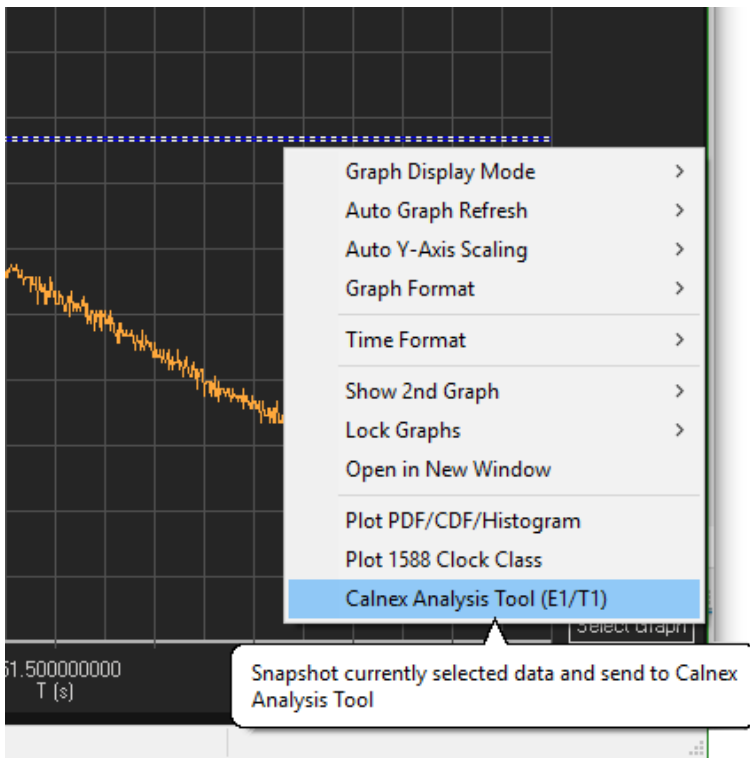 Graph Display Mode
Auto Graph Refresh
Auto Y-Axis Scaling
Graph Format
Time Format
Show 2nd Graph
Lock Graphs
Open in New Window
Plot PDF/CDF/Histogram
Plot 1588 Clock Class
Calnex Analysis Tool (E1/T1)
Select Graph
51.500000000
T (s)
Snapshot currently selected data and send to Calnex
Analysis Tool